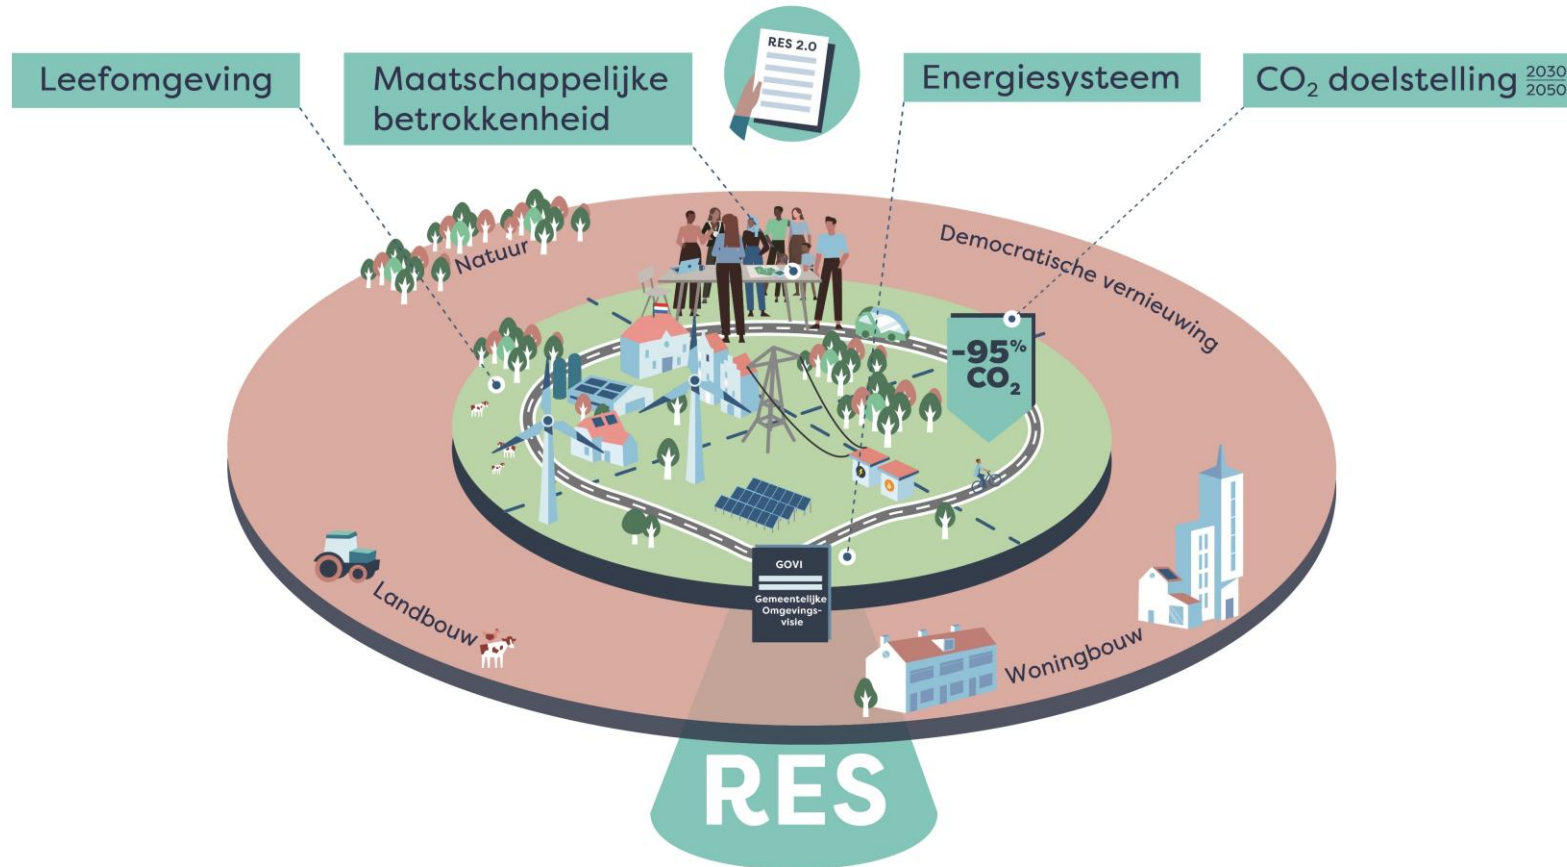 RES 2.0
Leefomgeving
Maatschappelijke
betrokkenheid
Energiesysteem
CO₂ doelstelling 2030
2050
Natuur
Democratische vernieuwing
-95%
CO₂
GOVI
Gemeentelijke
Omgevings-
visie
Landbouw
Woningbouw
RES